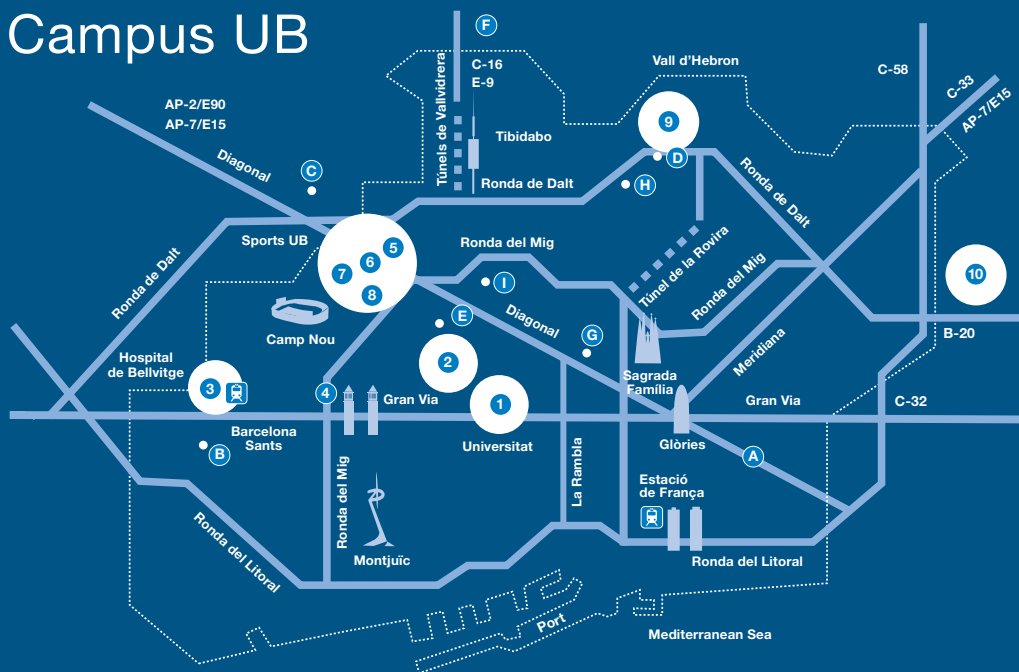 Campus UB
F
C-16
E-9
Túnels de Vallvidrera
Vall d'Hebron
C-58
C-33
AP-7/E15
AP-2/E90
AP-7/E15
Diagonal
Tibidabo
9
D
C
H
Ronda de Dalt
Ronda de Dalt
Sports UB
5
6
7
8
Ronda del Mig
Túnel de la Rovira
Ronda del Mig
10
Ronda de Dalt
I
Camp Nou
E
Diagonal
G
Meridiana
B-20
Hospital
de Bellvitge
3
2
Sagrada
Família
4
Gran Via
1
Gran Via
C-32
Barcelona
Sants
B
Universitat
Glòries
A
Ronda del Mig
La Rambla
Estació
de França
Ronda del Litoral
Montjuïc
Ronda del Litoral
Port
Mediterranean Sea